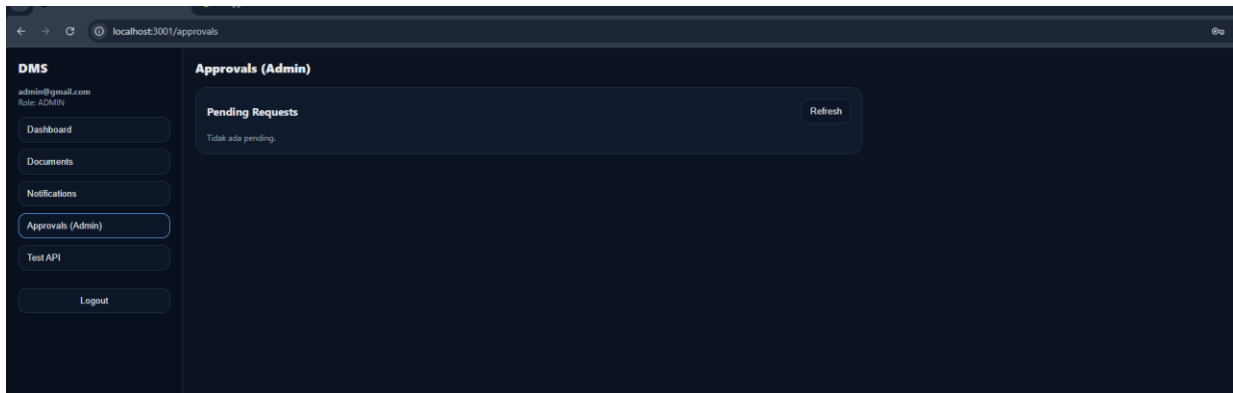 localhost:3001/approvals
DMS
admin@gmail.com
Role: ADMIN
Dashboard
Documents
Notifications
Approvals (Admin)
Test API
Logout
Approvals (Admin)
Pending Requests
Refresh
Tidak ada pending.